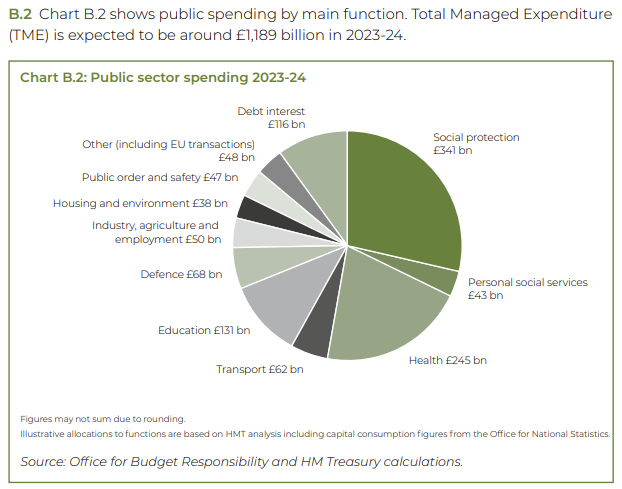 B.2 Chart B.2 shows public spending by main function. Total Managed Expenditure
(TME) is expected to be around £1,189 billion in 2023-24.
Chart B.2: Public sector spending 2023-24
Debt interest
£116 bn
Social protection
£341 bn
Other (including EU transactions)
£48 bn
Public order and safety £47 bn
Housing and environment £38 bn
Industry, agriculture and
employment £50 bn
Defence £68 bn
Personal social services
£43 bn
Education £131 bn
Health £245 bn
Transport £62 bn
Figures may not sum due to rounding.
Illustrative allocations to functions are based on HMT analysis including capital consumption figures from the Office for National Statistics.
Source: Office for Budget Responsibility and HM Treasury calculations.